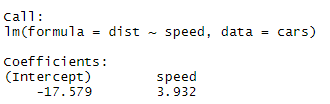 Call:
lm(formula = dist ~ speed, data = cars)
Coefficients:
(Intercept) speed
-17.579 3.932